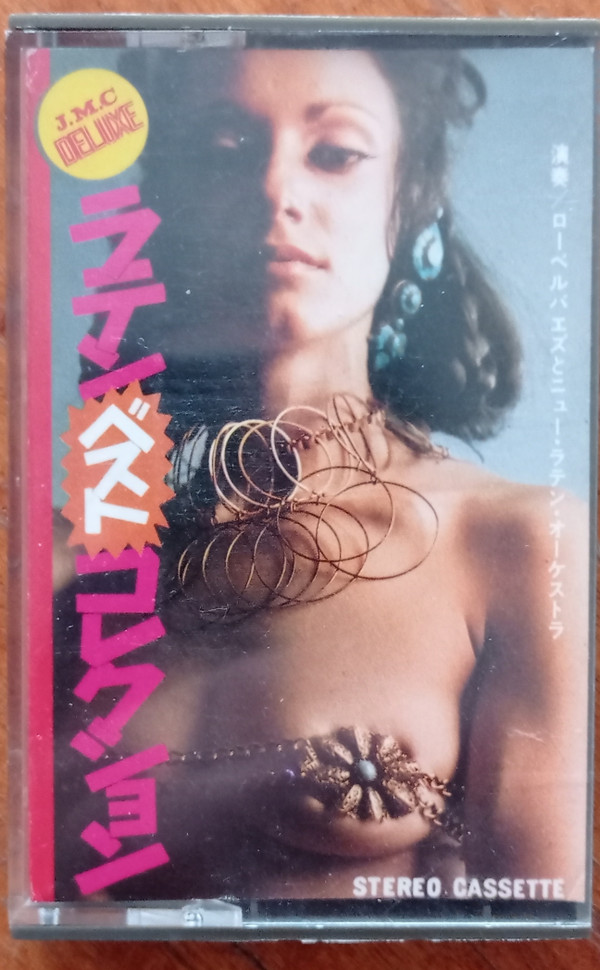 J.M.C
DELUXE
ラテン
ベスト
コレクション
演奏/ローベルバ エズとニュー・ラテン・オーケストラ
STEREO CASSETTE